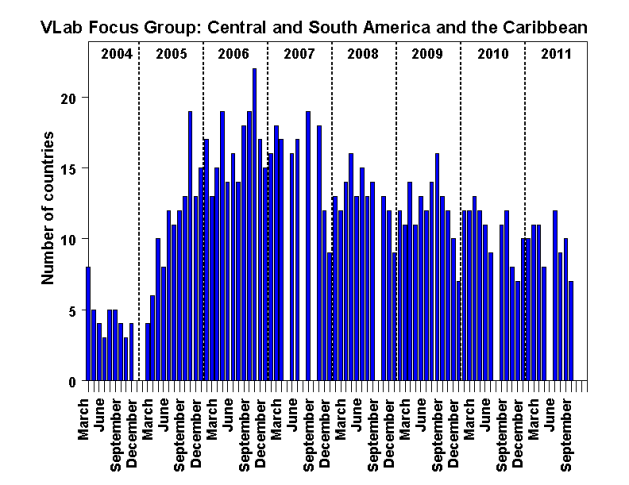 VLab Focus Group: Central and South America and the Caribbean
2004 2005 2006 2007 2008 2009 2010 2011
Number of countries
20
15
10
5
0
March June September December March June September December March June September December March June September December March June September December March June September December March June September December March June September